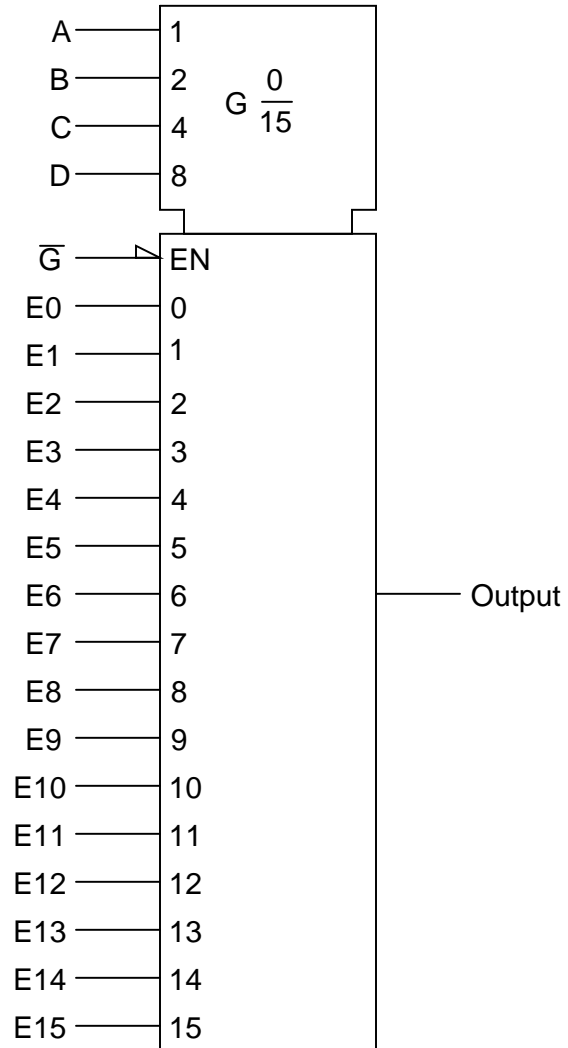 A 1
B 2
G 0
15
C 4
D 8
G EN
E0 0
E1 1
E2 2
E3 3
E4 4
E5 5
E6 6 Output
E7 7
E8 8
E9 9
E10 10
E11 11
E12 12
E13 13
E14 14
E15 15